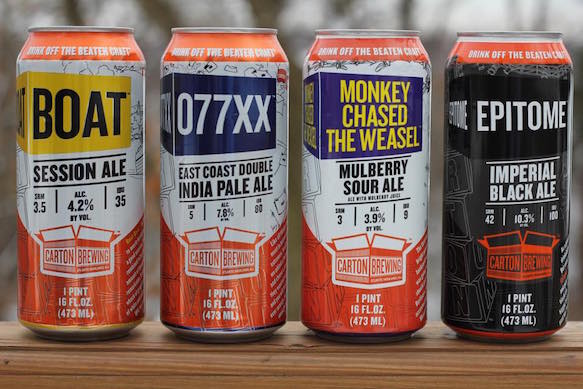 DRINK OFF THE BEATEN CRAFT
BOAT
SESSION ALE
SRM
3.5
ALC.
4.2%
BY VOL.
IBU
35
CARTON BREWING
1 PINT
16 FL.OZ.
(473 ML)
DRINK OFF THE BEATEN CRAFT
077XX
EAST COAST DOUBLE
INDIA PALE ALE
SRM
5
ALC.
7.8%
BY VOL.
IBU
80
CARTON BREWING
1 PINT
16 FL.OZ.
(473 ML)
DRINK OFF THE BEATEN CRAFT
MONKEY
CHASED
THE WEASEL
MULBERRY
SOUR ALE
ALE WITH MULBERRY JUICE
SRM
3
ALC.
3.9%
BY VOL.
IBU
9
CARTON BREWING
1 PINT
16 FL.OZ.
(473 ML)
DRINK OFF THE BEATEN CRAFT
EPITOME
IMPERIAL
BLACK ALE
SRM
42
ALC.
10.3%
BY VOL.
IBU
100
CARTON BREWING
1 PINT
16 FL.OZ.
(473 ML)